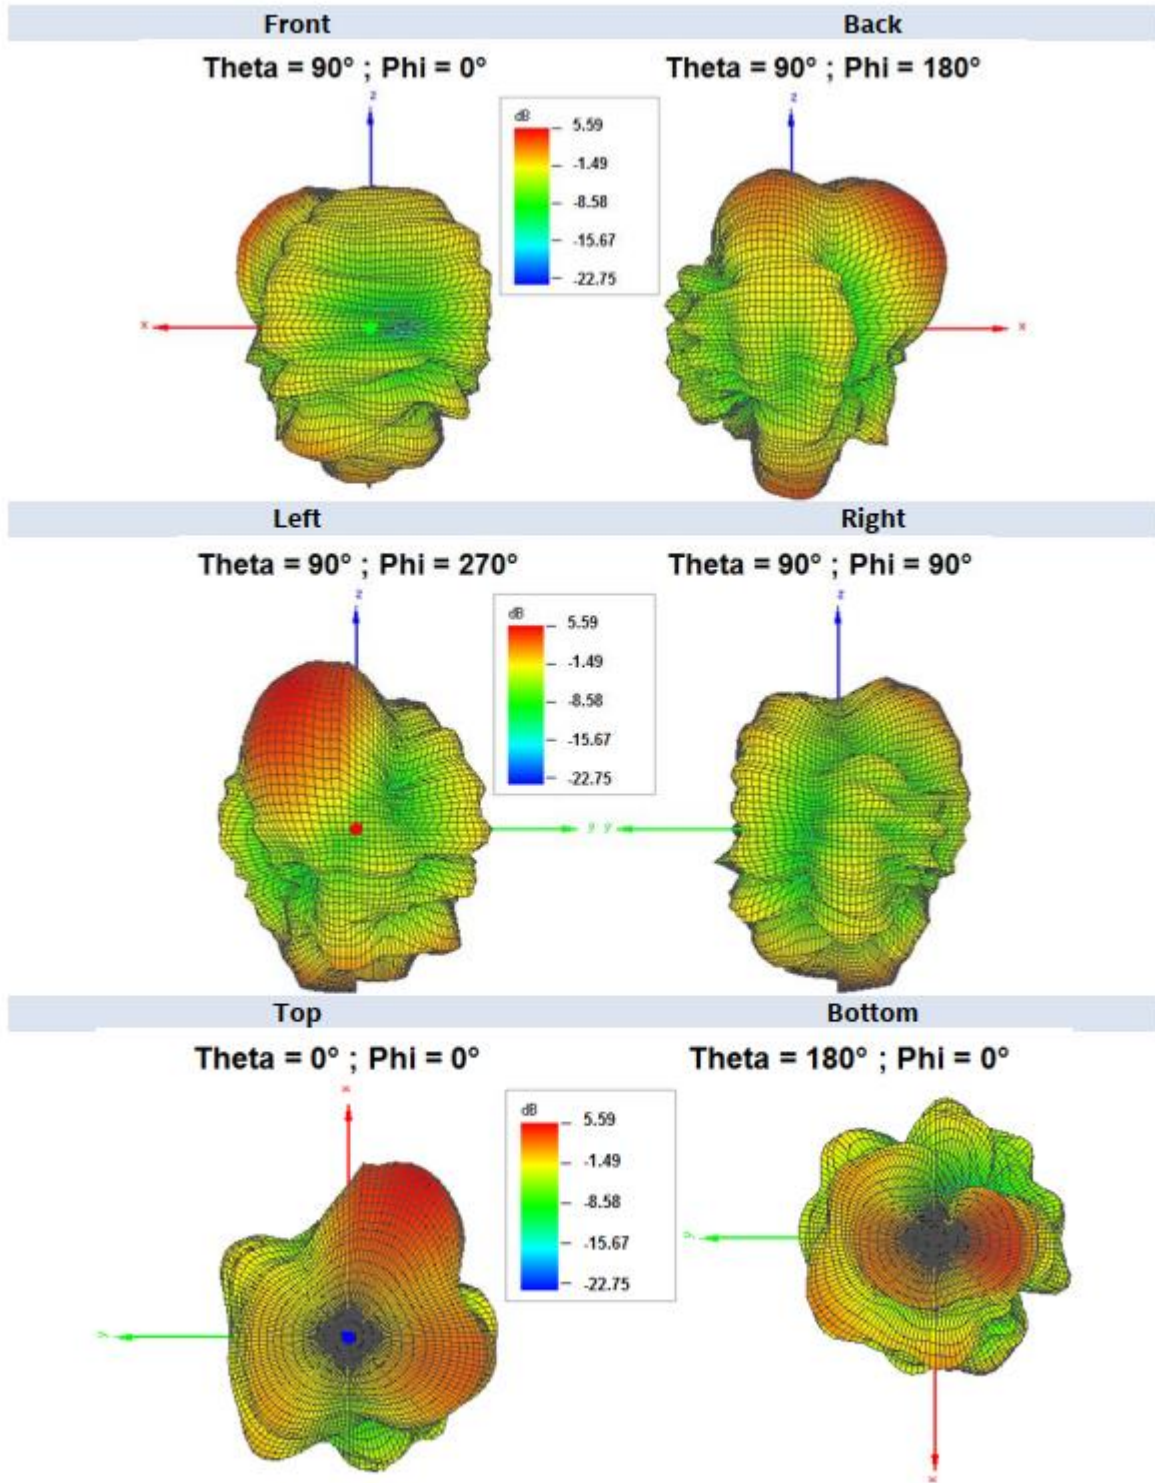 Front Back
Theta = 90° ; Phi = 0° Theta = 90° ; Phi = 180°
z z
dB
5.59
-1.49
-8.58
-15.67
-22.75
x x
Left Right
Theta = 90° ; Phi = 270° Theta = 90° ; Phi = 90°
z z
dB
5.59
-1.49
-8.58
-15.67
-22.75
y y
Top Bottom
Theta = 0° ; Phi = 0° Theta = 180° ; Phi = 0°
x
dB
5.59
-1.49
-8.58
-15.67
-22.75
y y
x